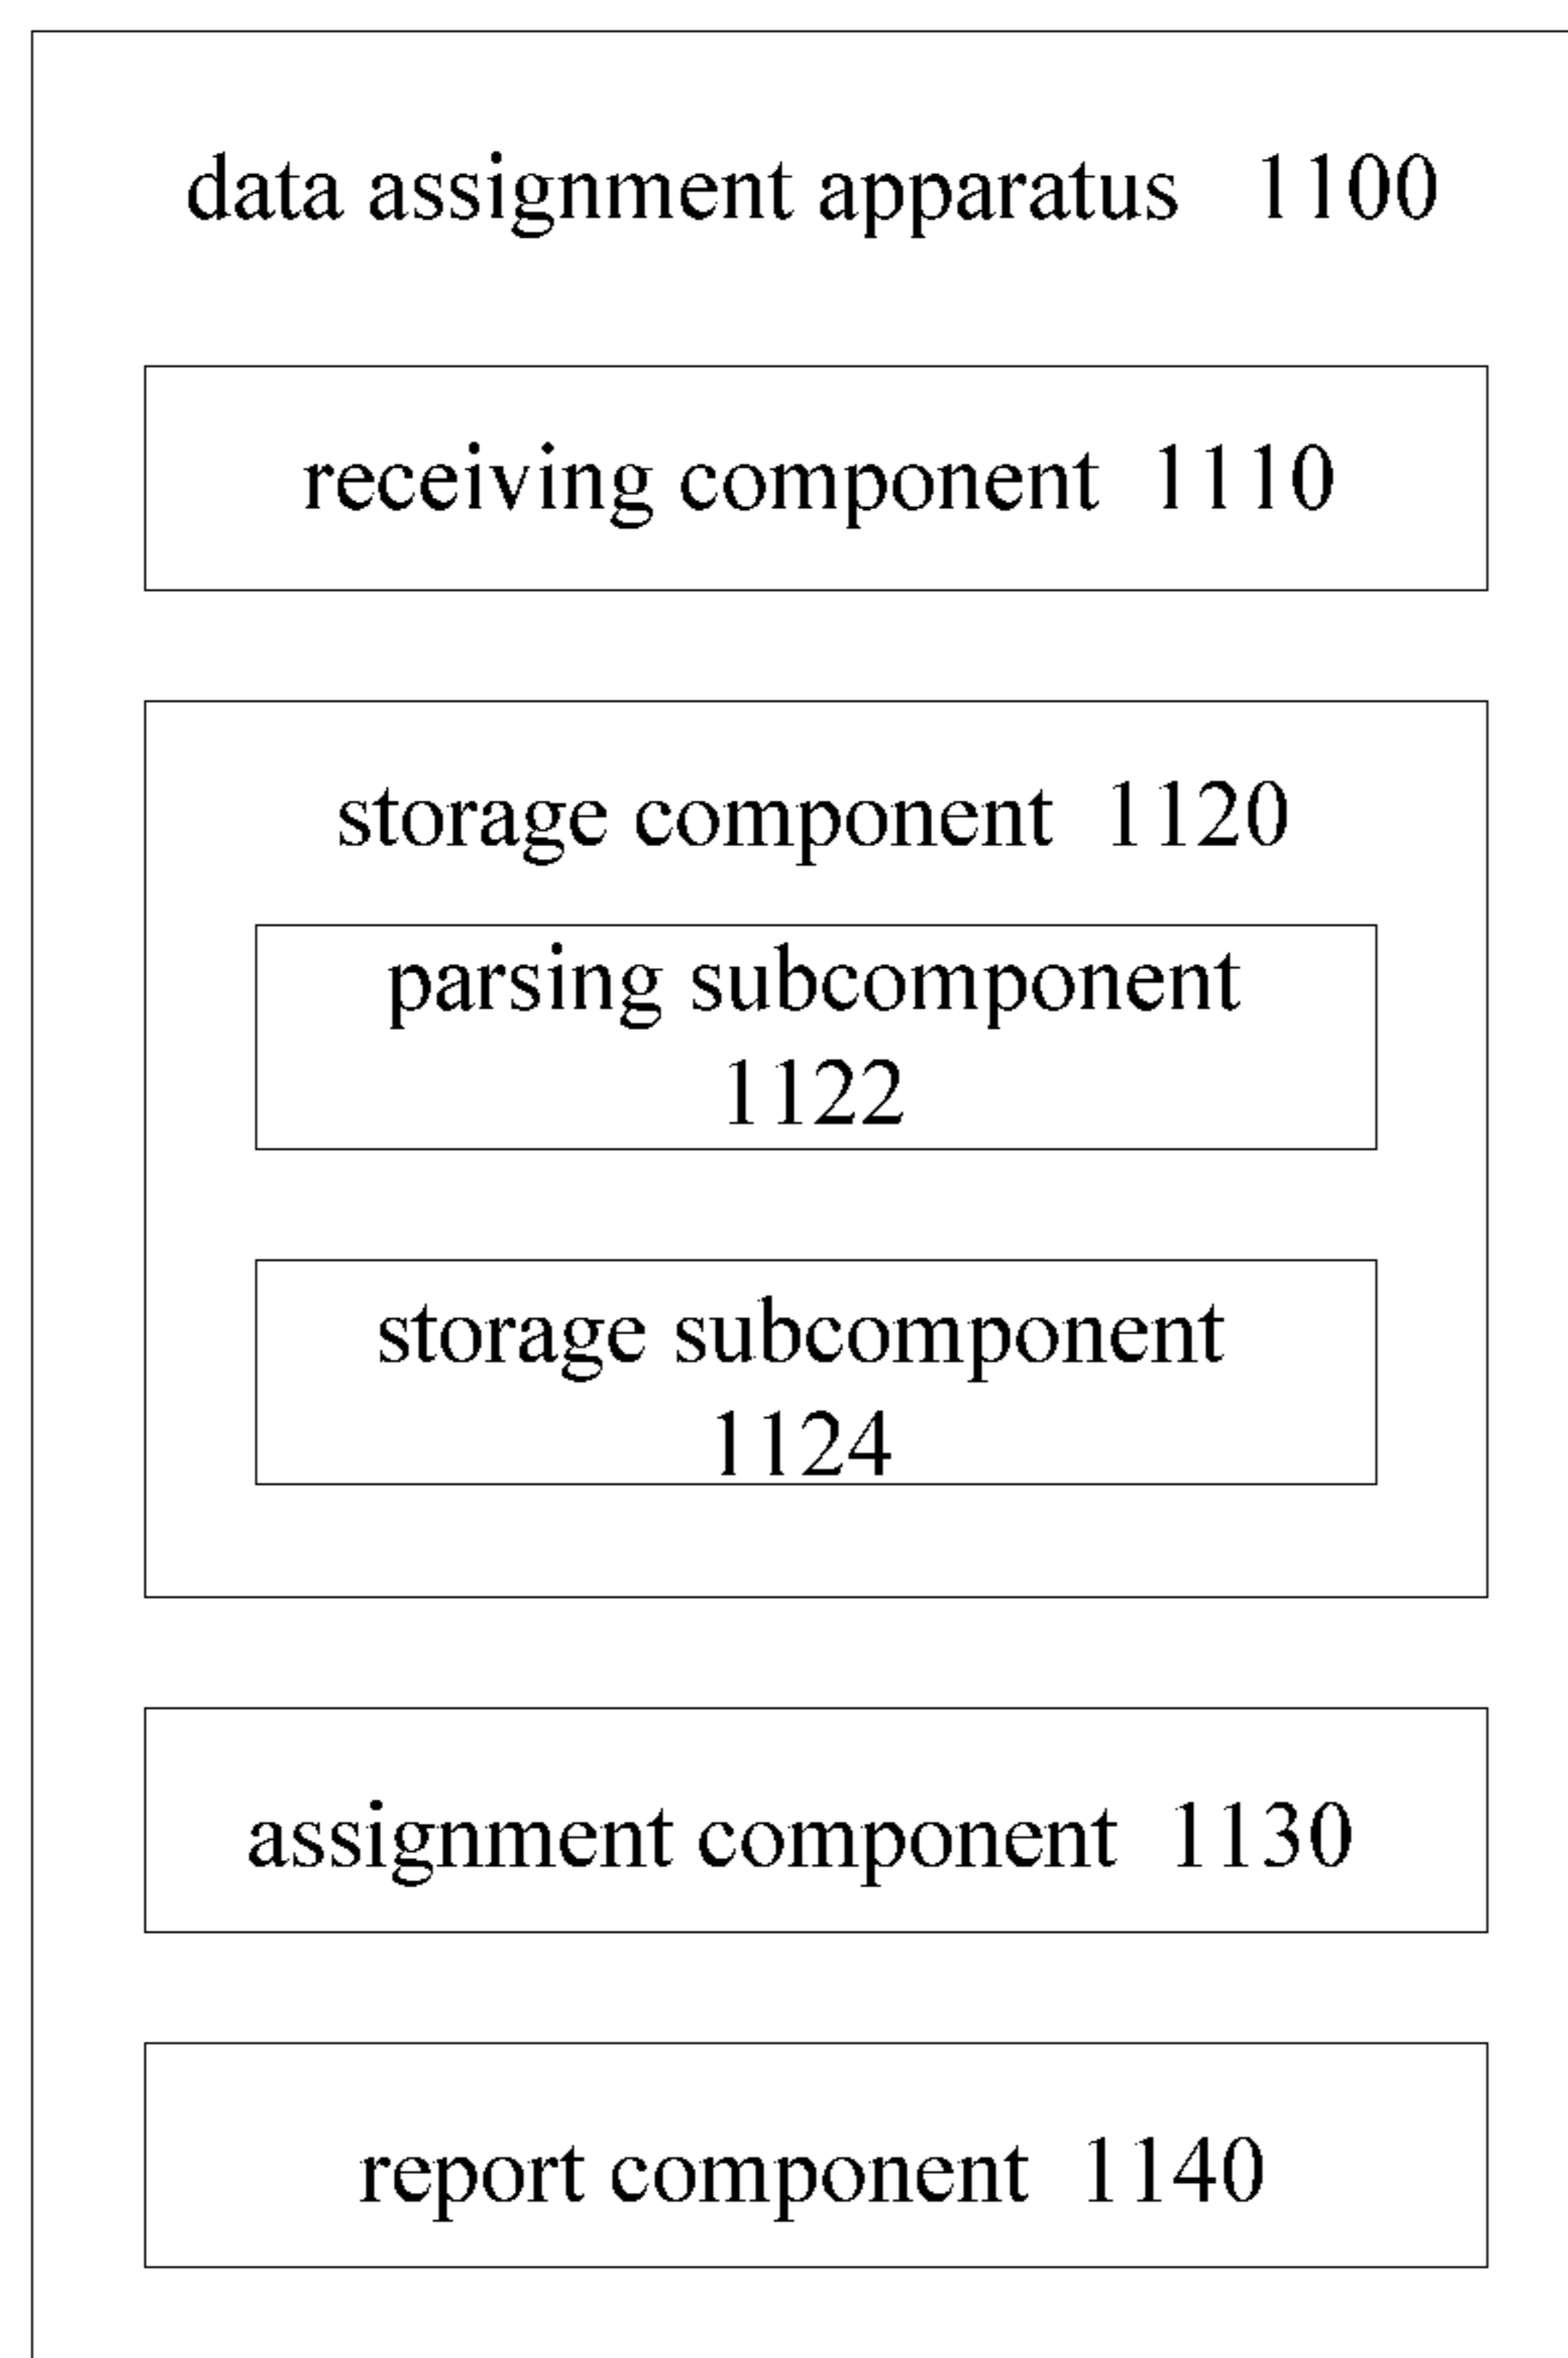 data assignment apparatus 1100
receiving component 1110
storage component 1120
parsing subcomponent
1122
storage subcomponent
1124
assignment component 1130
report component 1140